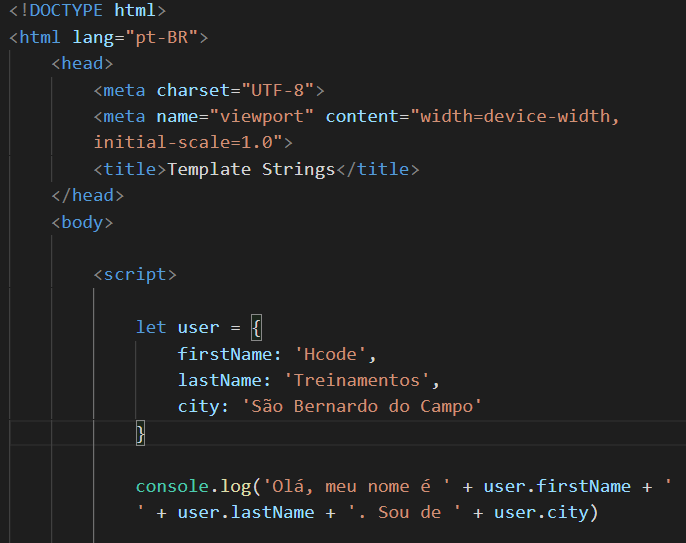 <!DOCTYPE html>
<html lang="pt-BR">
<head>
<meta charset="UTF-8">
<meta name="viewport" content="width=device-width,
initial-scale=1.0">
<title>Template Strings</title>
</head>
<body>
<script>
let user = {
firstName: 'Hcode',
lastName: 'Treinamentos',
city: 'São Bernardo do Campo'
}
console.log('Olá, meu nome é ' + user.firstName + '
' + user.lastName + '. Sou de ' + user.city)